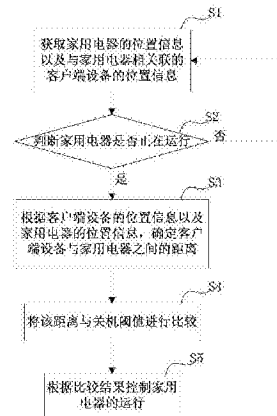 S1
获取家用电器的位置信息
以及与家用电器相关联的
客户端设备的位置信息
S2
判断家用电器是否正在运行
否
是
S3
根据客户端设备的位置信息以及
家用电器的位置信息，确定客户
端设备与家用电器之间的距离
S4
将该距离与关机阈值进行比较
S5
根据比较结果控制家用
电器的运行